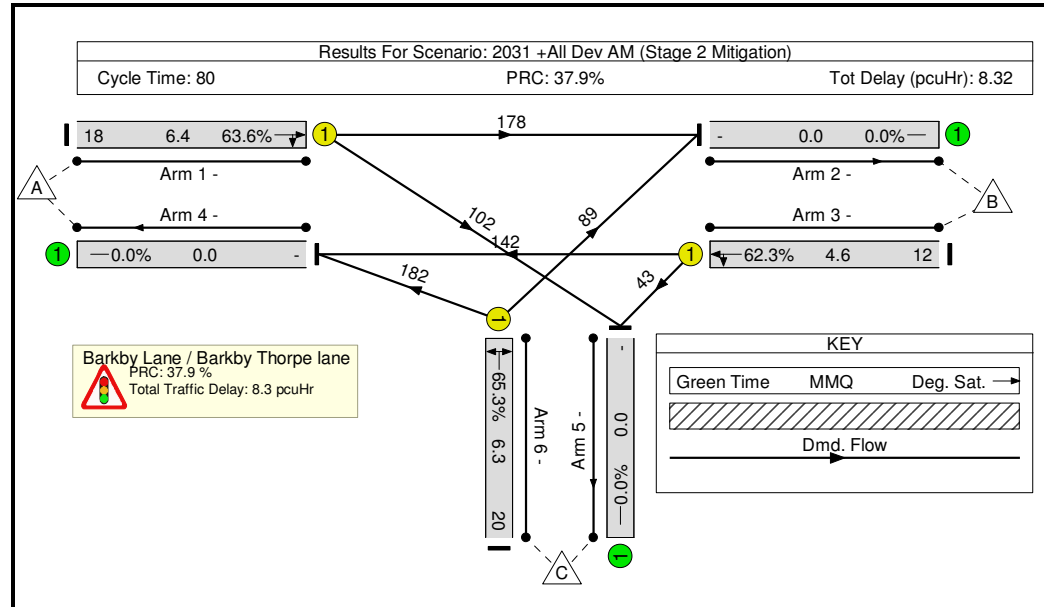 Results For Scenario: 2031 +All Dev AM (Stage 2 Mitigation)
Cycle Time: 80 PRC: 37.9% Tot Delay (pcuHr): 8.32
18 6.4 63.6%
1
178
- 0.0 0.0%
1
Arm 1 -
Arm 2 -
A
B
Arm 4 -
Arm 3 -
102
89
1
0.0% 0.0 -
142
1
62.3% 4.6 12
182
43
1
Barkby Lane / Barkby Thorpe lane
PRC: 37.9 %
Total Traffic Delay: 8.3 pcuHr
65.3% 6.3 20
Arm 6 -
Arm 5 -
- 0.0 0.0%
1
C
KEY
Green Time MMQ Deg. Sat.
Dmd. Flow